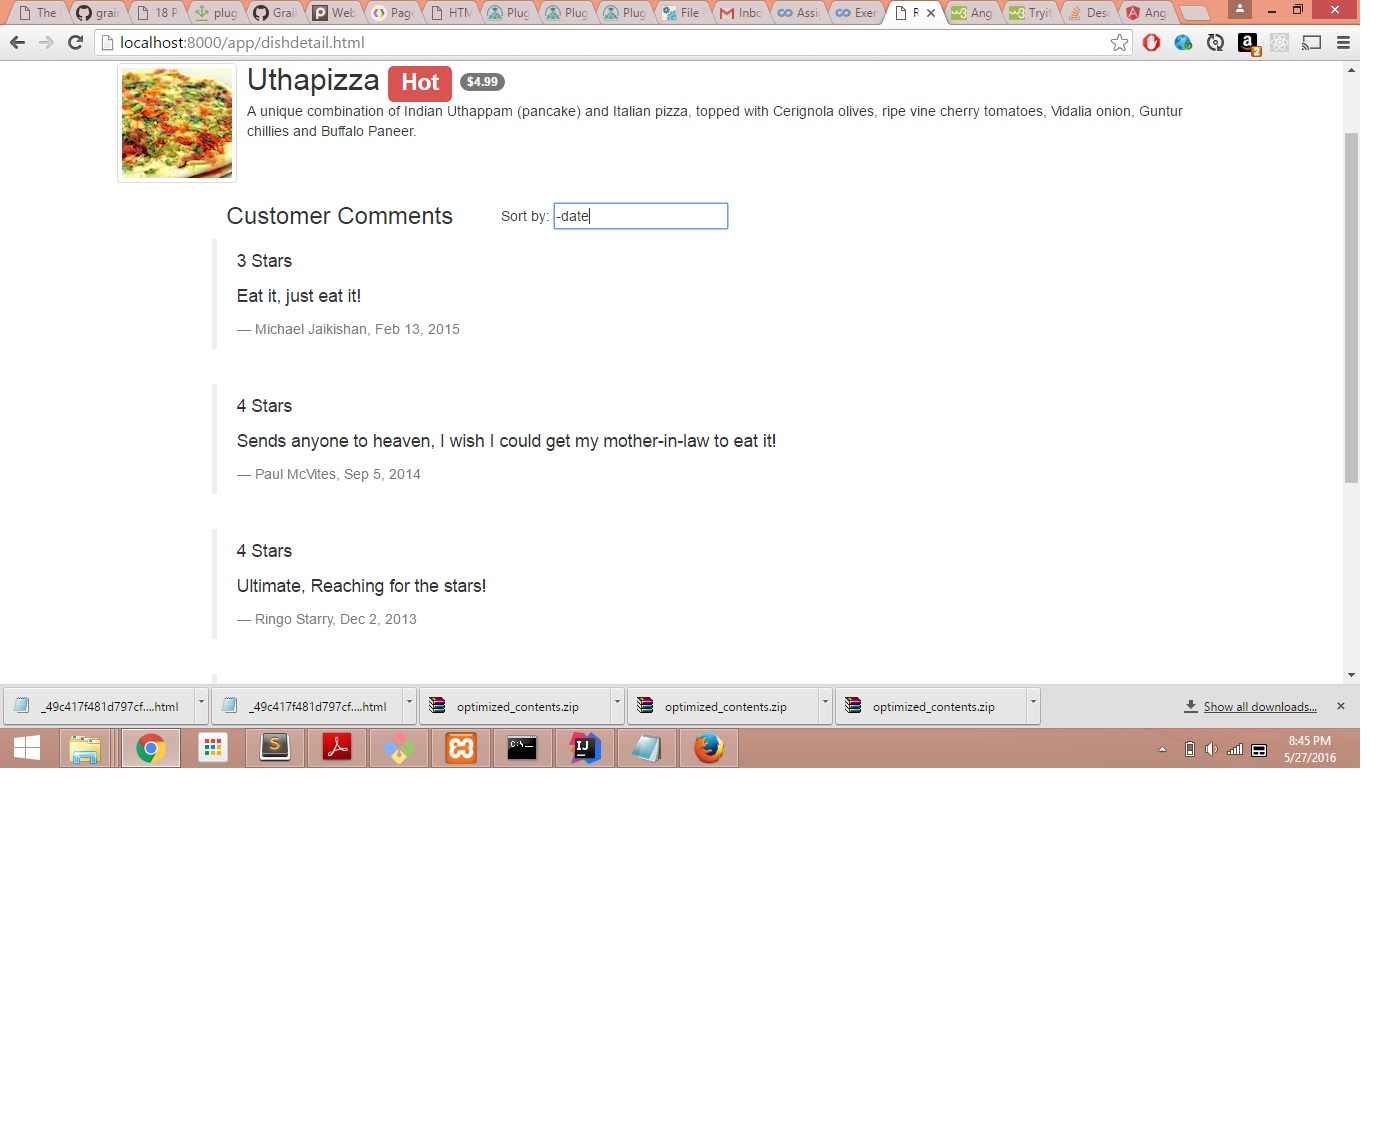 The grain 18 P plug Grail Web Page HTM Plug Plug Plug File Inbo Assi Exer Ang Tryit Desc Ang
localhost:8000/app/dishdetail.html
2
Uthapizza Hot $4.99
A unique combination of Indian Uthappam (pancake) and Italian pizza, topped with Cerignola olives, ripe vine cherry tomatoes, Vidalia onion, Guntur
chillies and Buffalo Paneer.
Customer Comments Sort by: -date
3 Stars
Eat it, just eat it!
— Michael Jaikishan, Feb 13, 2015
4 Stars
Sends anyone to heaven, I wish I could get my mother-in-law to eat it!
— Paul McVites, Sep 5, 2014
4 Stars
Ultimate, Reaching for the stars!
— Ringo Starry, Dec 2, 2013
_49c417f481d797cf....html _49c417f481d797cf....html optimized_contents.zip optimized_contents.zip optimized_contents.zip Show all downloads...
8:45 PM
5/27/2016